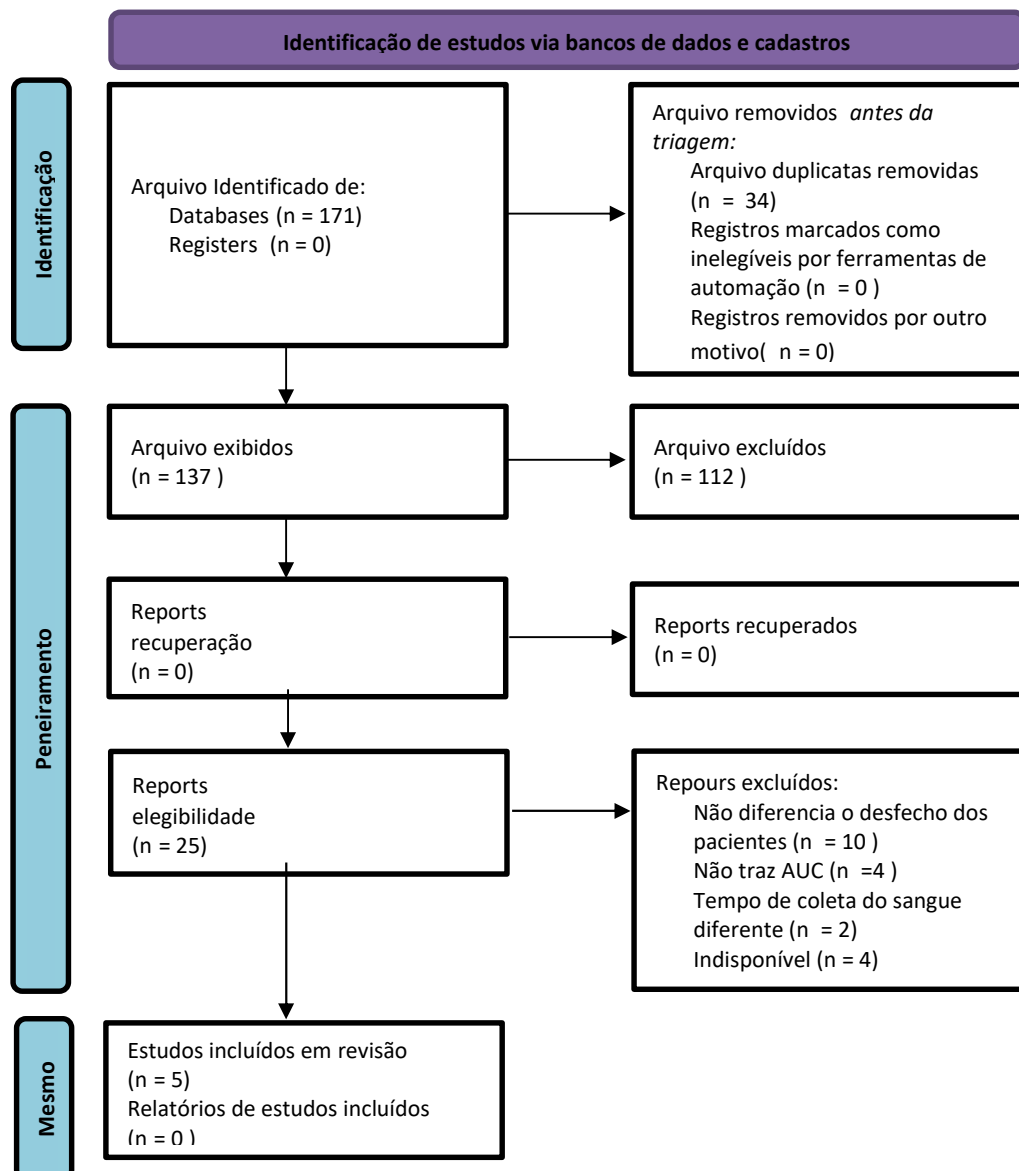 Identificação de estudos via bancos de dados e cadastros
Identificação
Arquivo Identificado de:
Databases (n = 171)
Registers (n = 0)
Arquivo removidos antes da
triagem:
Arquivo duplicatas removidas
(n = 34)
Registros marcados como
inelegíveis por ferramentas de
automação (n = 0 )
Registros removidos por outro
motivo( n = 0)
Peneiramento
Arquivo exibidos
(n = 137 )
Arquivo excluídos
(n = 112 )
Reports
recuperação
(n = 0)
Reports recuperados
(n = 0)
Reports
elegibilidade
(n = 25)
Repours excluídos:
Não diferencia o desfecho dos
pacientes (n = 10 )
Não traz AUC (n =4 )
Tempo de coleta do sangue
diferente (n = 2)
Indisponível (n = 4)
Mesmo
Estudos incluídos em revisão
(n = 5)
Relatórios de estudos incluídos
(n = 0 )